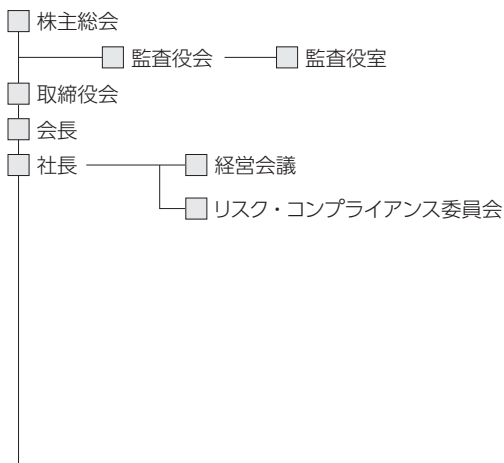 株主総会
監査役会
監査役室
取締役会
会長
社長
経営会議
リスク・コンプライアンス委員会